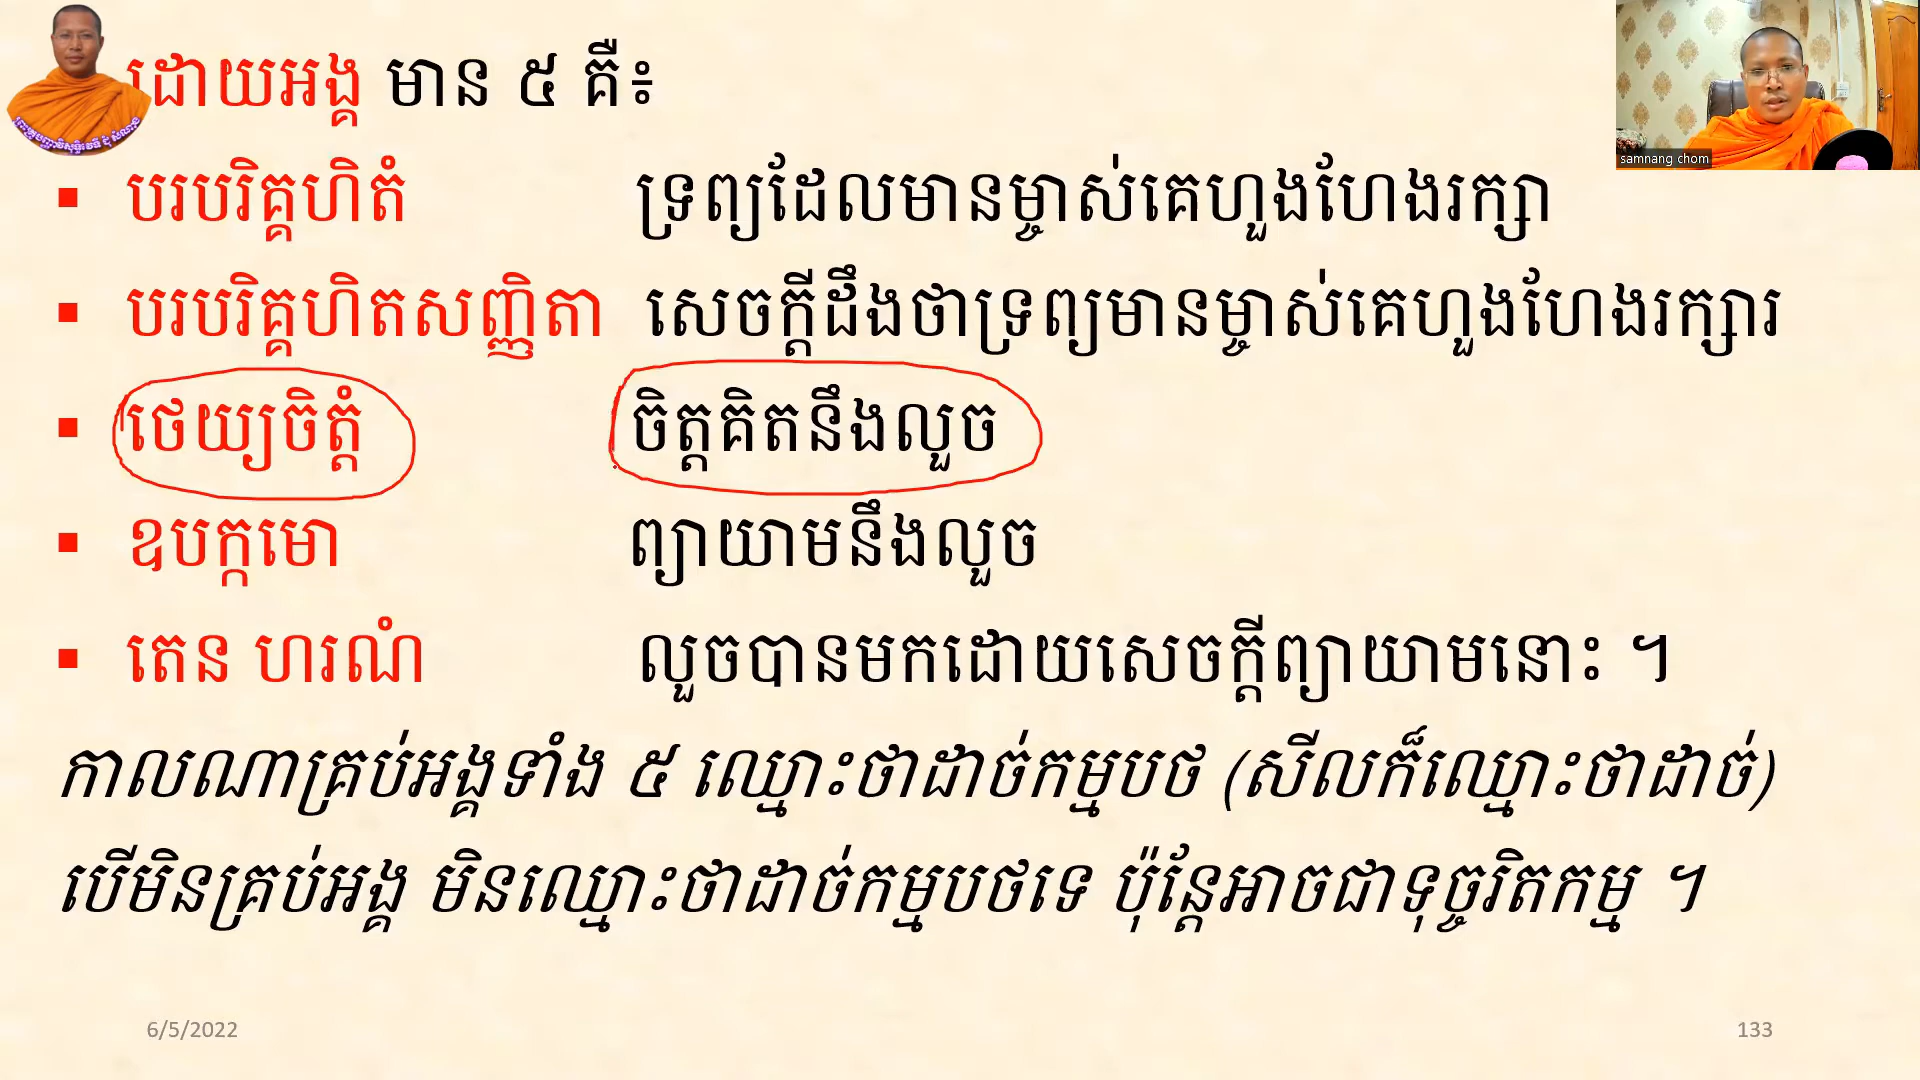 ដោយអង្គ មាន ៥ គឺ៖
▪ បរបរិគ្គហិតំ ទ្រព្យដែលមានម្ចាស់គេហួងហែងរក្សា
▪ បរបរិគ្គហិតសញ្ញិតា សេចក្តីដឹងថាទ្រព្យមានម្ចាស់គេហួងហែងរក្សារ
▪ ថេយ្យចិត្តំ ចិត្តគិតនឹងលួច
▪ ឧបក្កមោ ព្យាយាមនឹងលួច
▪ តេន ហរណំ លួចបានមកដោយសេចក្តីព្យាយាមនោះ ។
កាលណាគ្រប់អង្គទាំង ៥ ឈ្មោះថាដាច់កម្មបថ (សីលក៏ឈ្មោះថាដាច់)
បើមិនគ្រប់អង្គ មិនឈ្មោះថាដាច់កម្មបថទេ ប៉ុន្តែអាចជាទុច្ចរិតកម្ម ។
samnang chom
6/5/2022
133